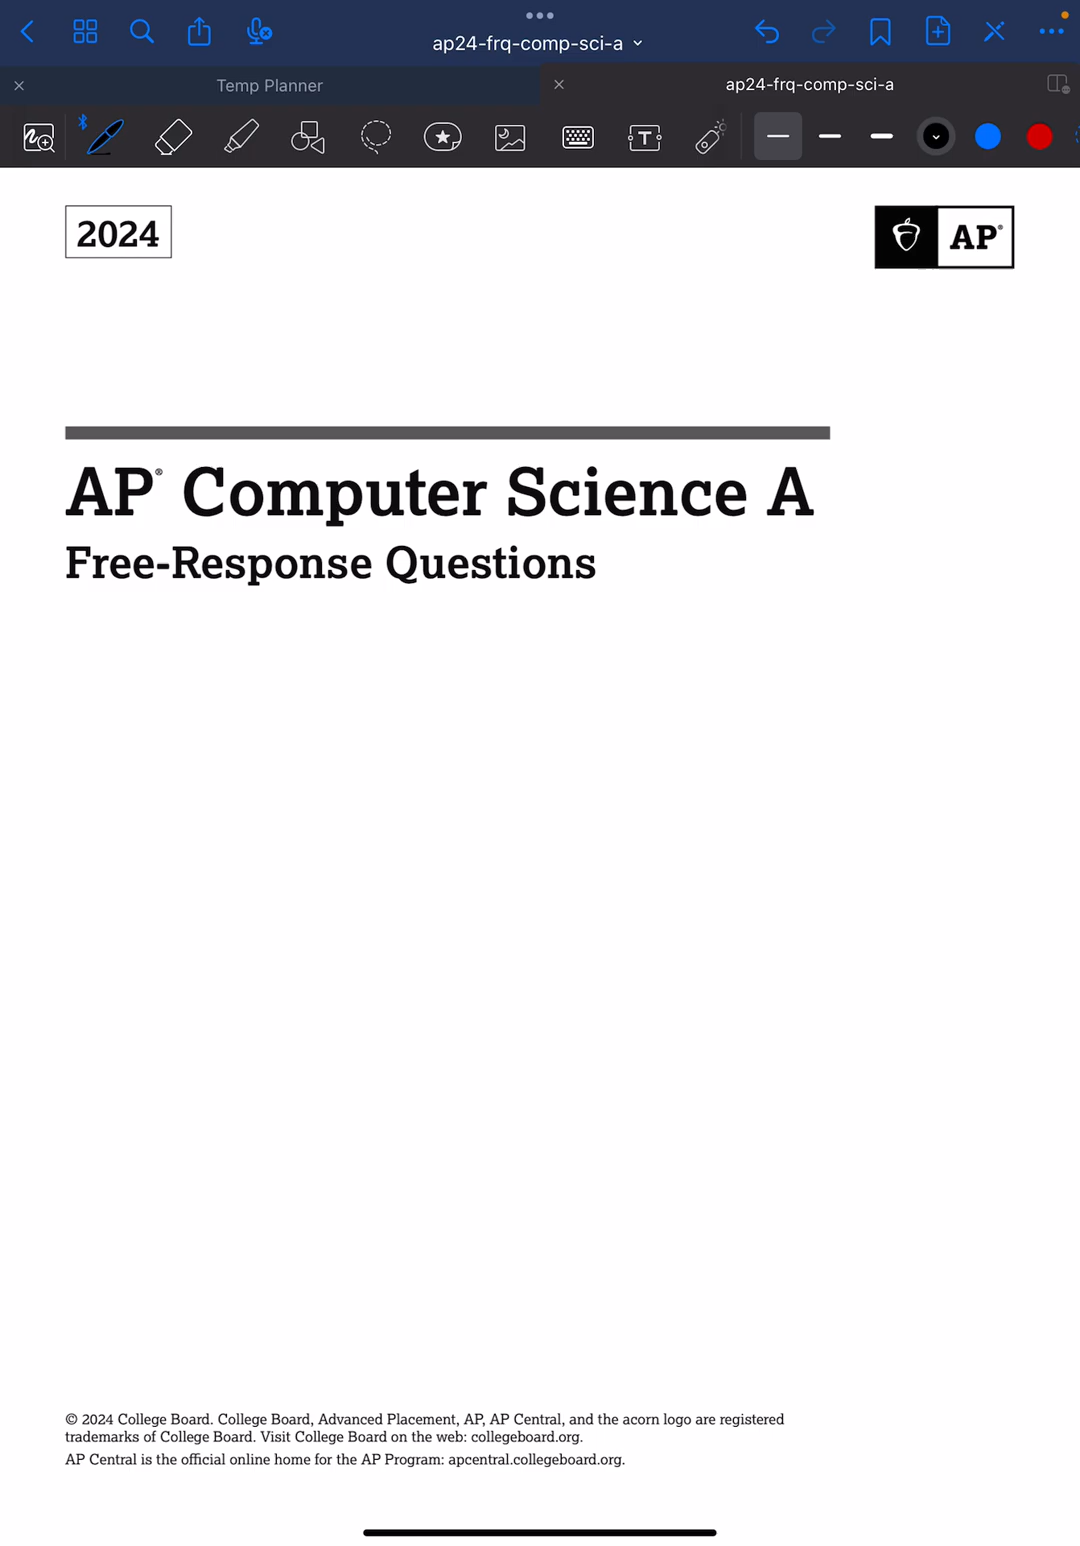 ap24-frq-comp-sci-a
Temp Planner
ap24-frq-comp-sci-a
T
2024
AP®
AP® Computer Science A
Free-Response Questions
© 2024 College Board. College Board, Advanced Placement, AP, AP Central, and the acorn logo are registered
trademarks of College Board. Visit College Board on the web: collegeboard.org.
AP Central is the official online home for the AP Program: apcentral.collegeboard.org.